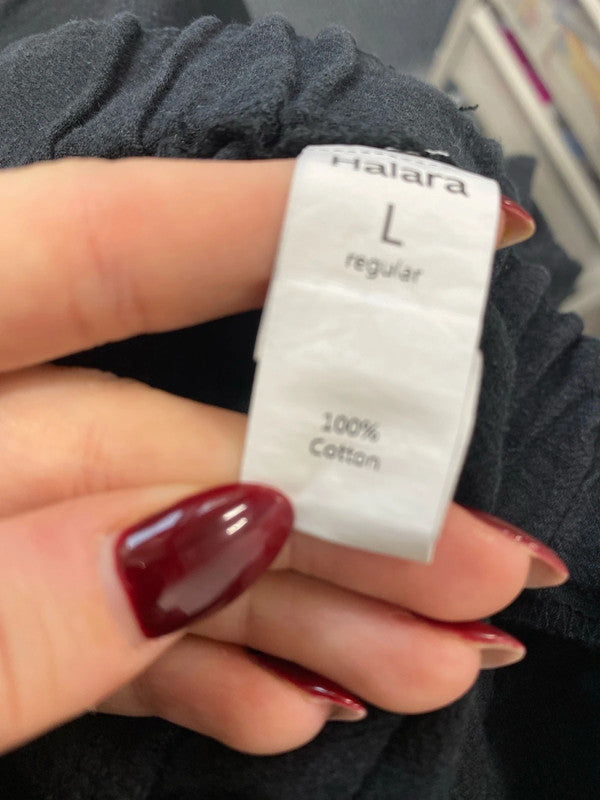 Halara
L
regular
100%
Cotton